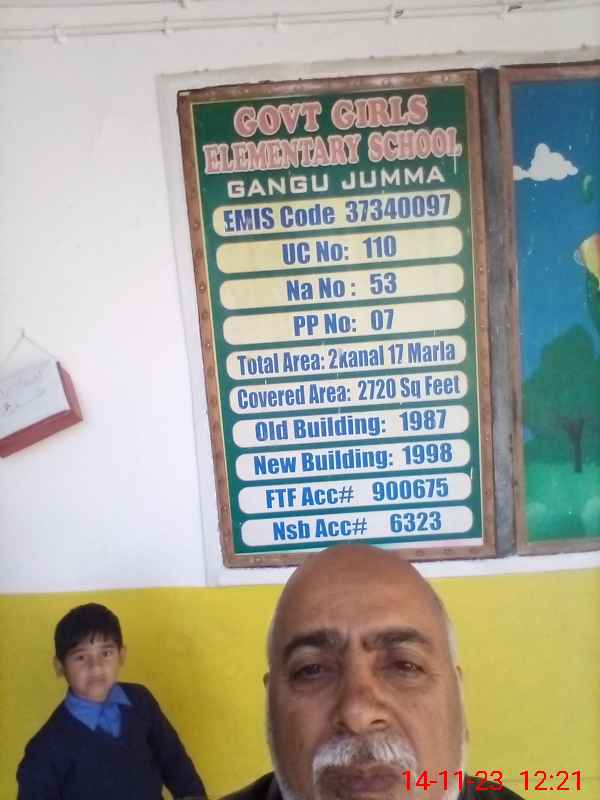 GOVT GIRLS
ELEMENTARY SCHOOL
GANGU JUMMA
EMIS Code 37340097
UC No: 110
Na No : 53
PP No: 07
Total Area: 2kanal 17 Marla
Covered Area: 2720 Sq Feet
Old Building: 1987
New Building: 1998
FTF Acc# 900675
Nsb Acc# 6323
14-11-23 12:21